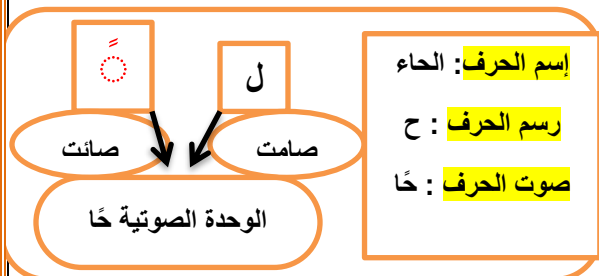 إسم الحرف: الحاء
رسم الحرف : ح
صوت الحرف : حًا
ل
ً
صامت
صائت
الوحدة الصوتية حًا